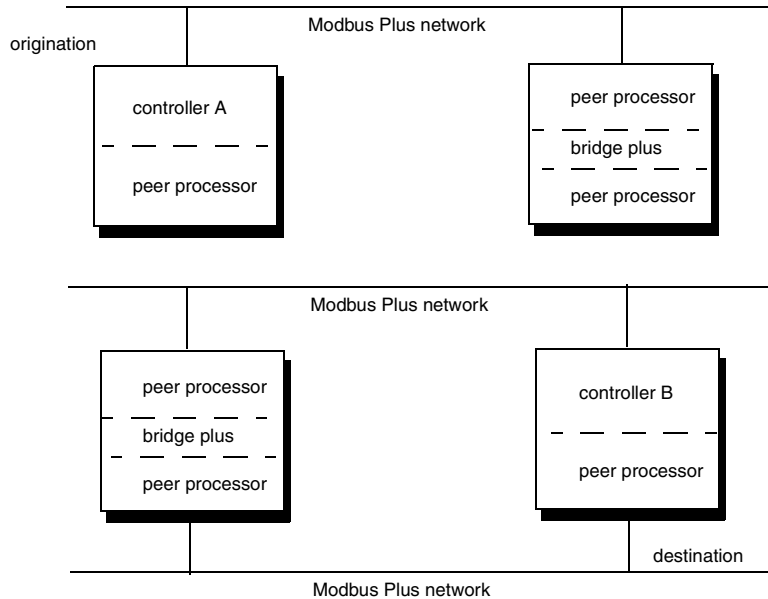 Modbus Plus network
origination
controller A
peer processor
peer processor
bridge plus
peer processor
Modbus Plus network
peer processor
bridge plus
peer processor
controller B
peer processor
destination
Modbus Plus network